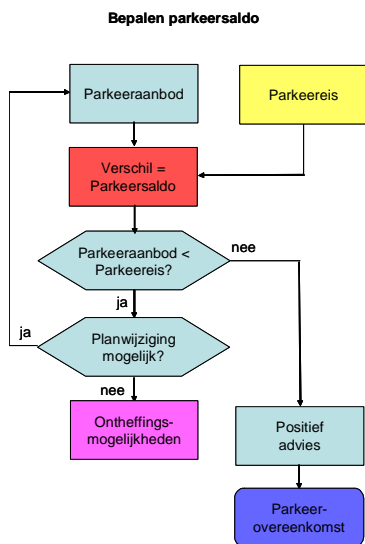 Bepalen parkeersaldo
Parkeeraanbod
Parkeereis
Verschil =
Parkeersaldo
Parkeeraanbod <
Parkeereis?
nee
ja
ja
Planwijziging
mogelijk?
nee
Ontheffings-
mogelijkheden
Positief
advies
Parkeer-
overeenkomst